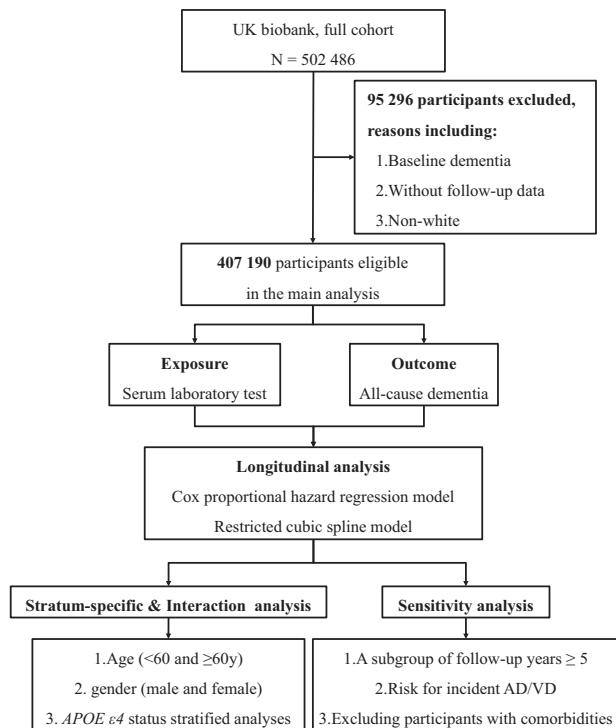 UK biobank, full cohort
N = 502 486
95 296 participants excluded,
reasons including:
1.Baseline dementia
2.Without follow-up data
3.Non-white
407 190 participants eligible
in the main analysis
Exposure
Serum laboratory test
Outcome
All-cause dementia
Longitudinal analysis
Cox proportional hazard regression model
Restricted cubic spline model
Stratum-specific & Interaction analysis
1.Age (<60 and ≥60y)
2. gender (male and female)
3. APOE ε4 status stratified analyses
Sensitivity analysis
1.A subgroup of follow-up years ≥ 5
2.Risk for incident AD/VD
3.Excluding participants with comorbidities